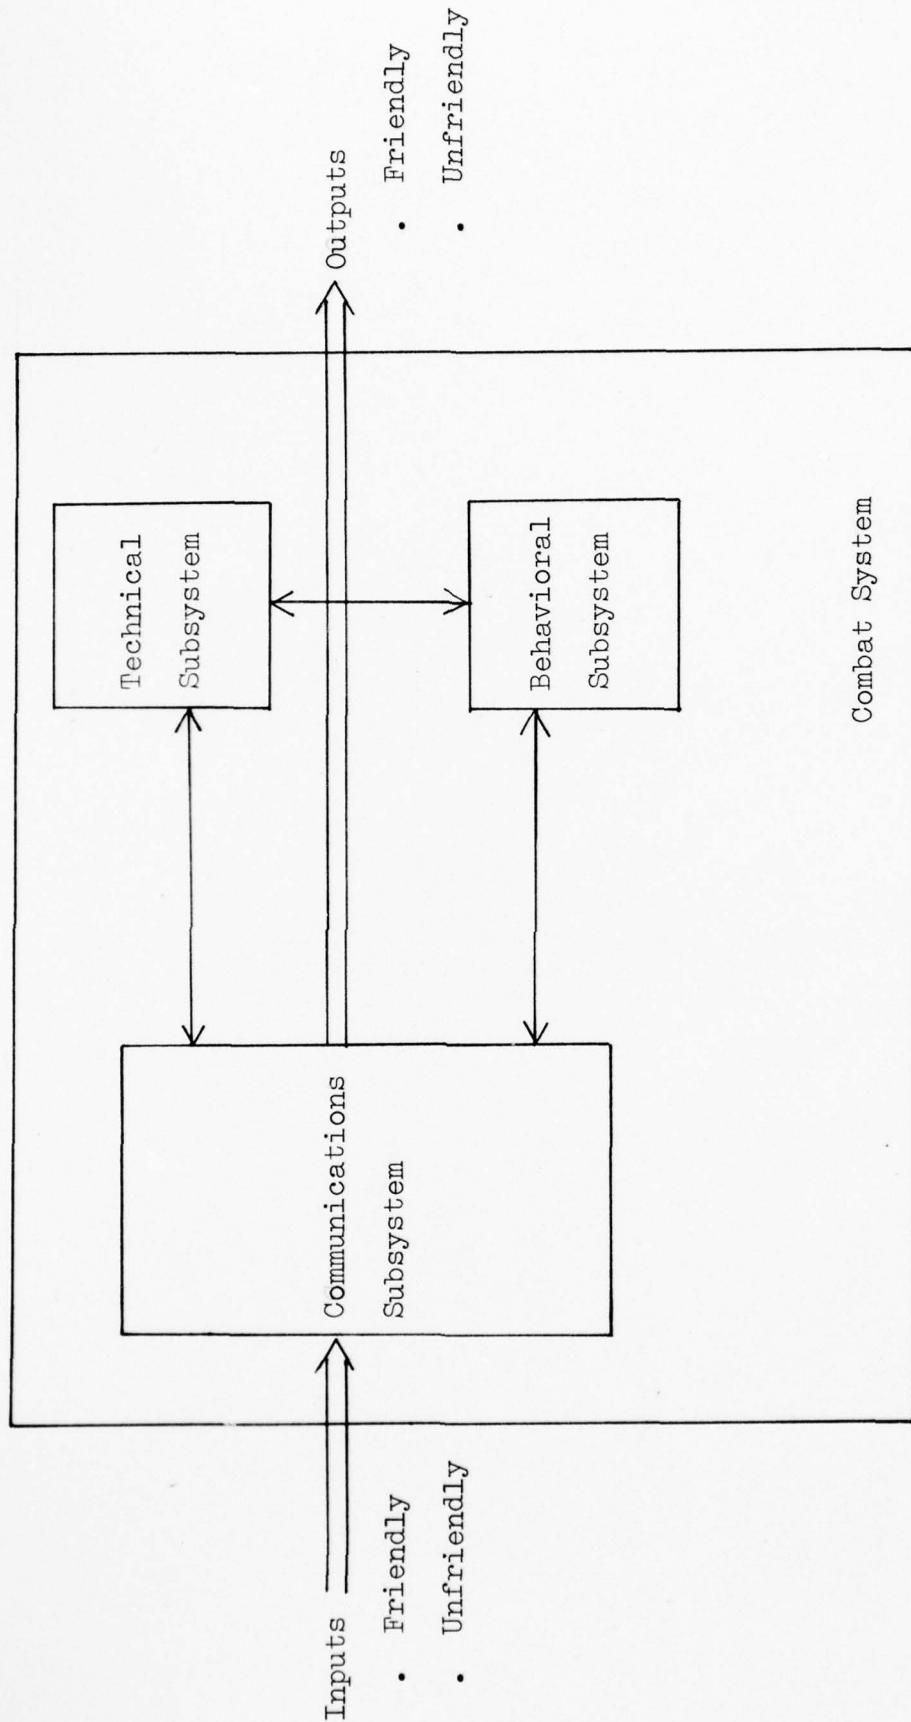 Inputs
• Friendly
• Unfriendly
Communications
Subsystem
Technical
Subsystem
Behavioral
Subsystem
Combat System
Outputs
• Friendly
• Unfriendly